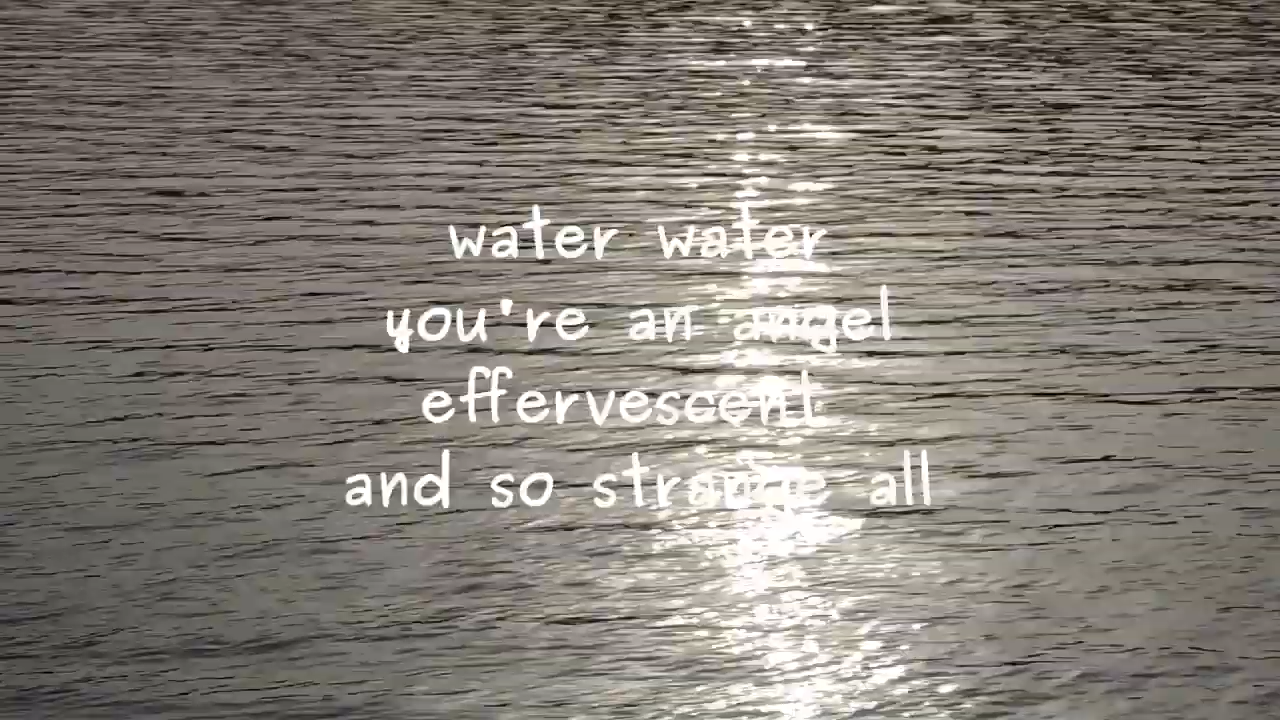 water water
you're an angel
effervescent
and so strange all